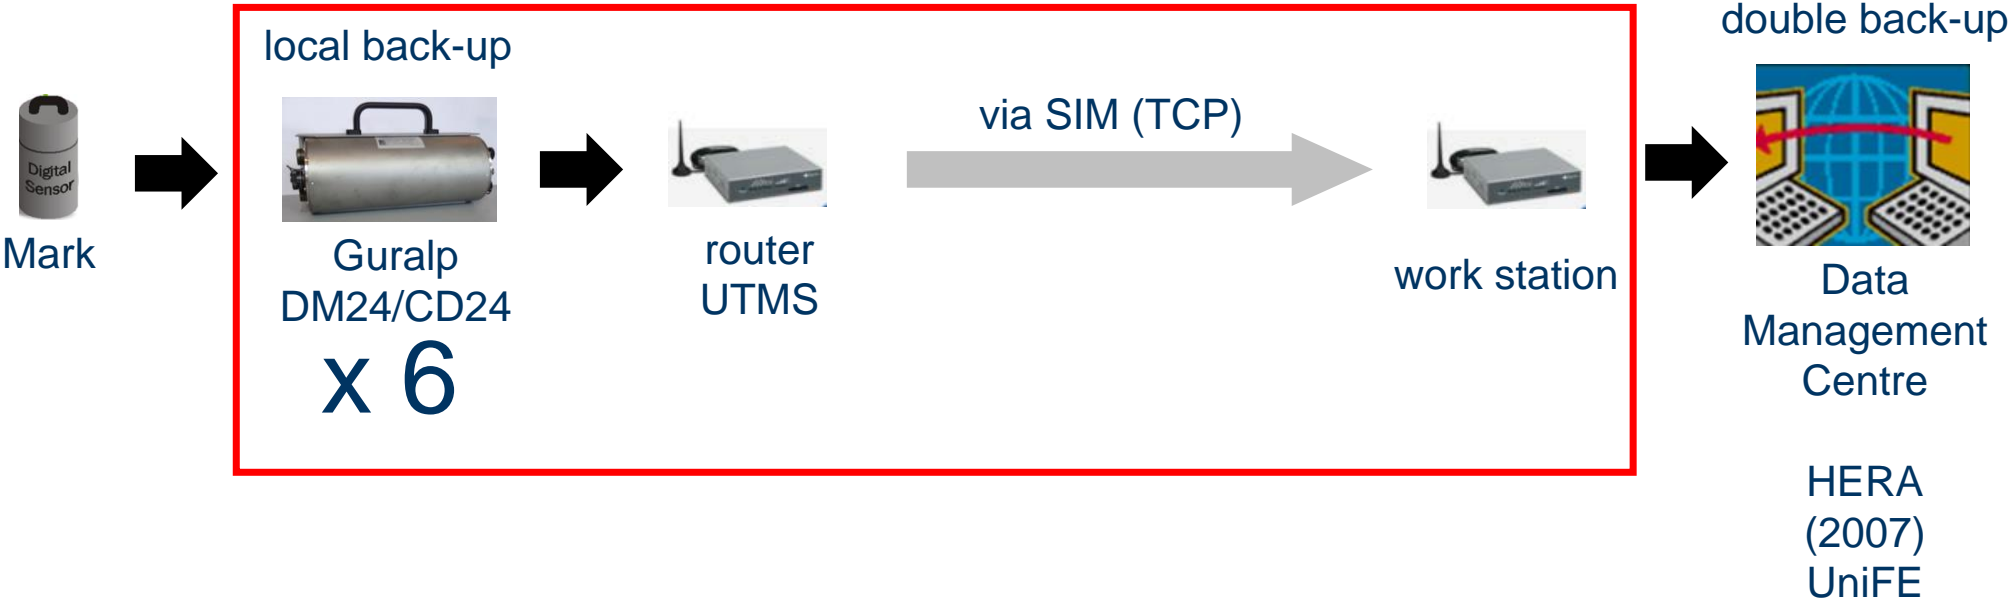 double back-up
local back-up
via SIM (TCP)
Digital
Sensor
Mark
Guralp
DM24/CD24
x 6
router
UTMS
work station
Data
Management
Centre
HERA
(2007)
UniFE